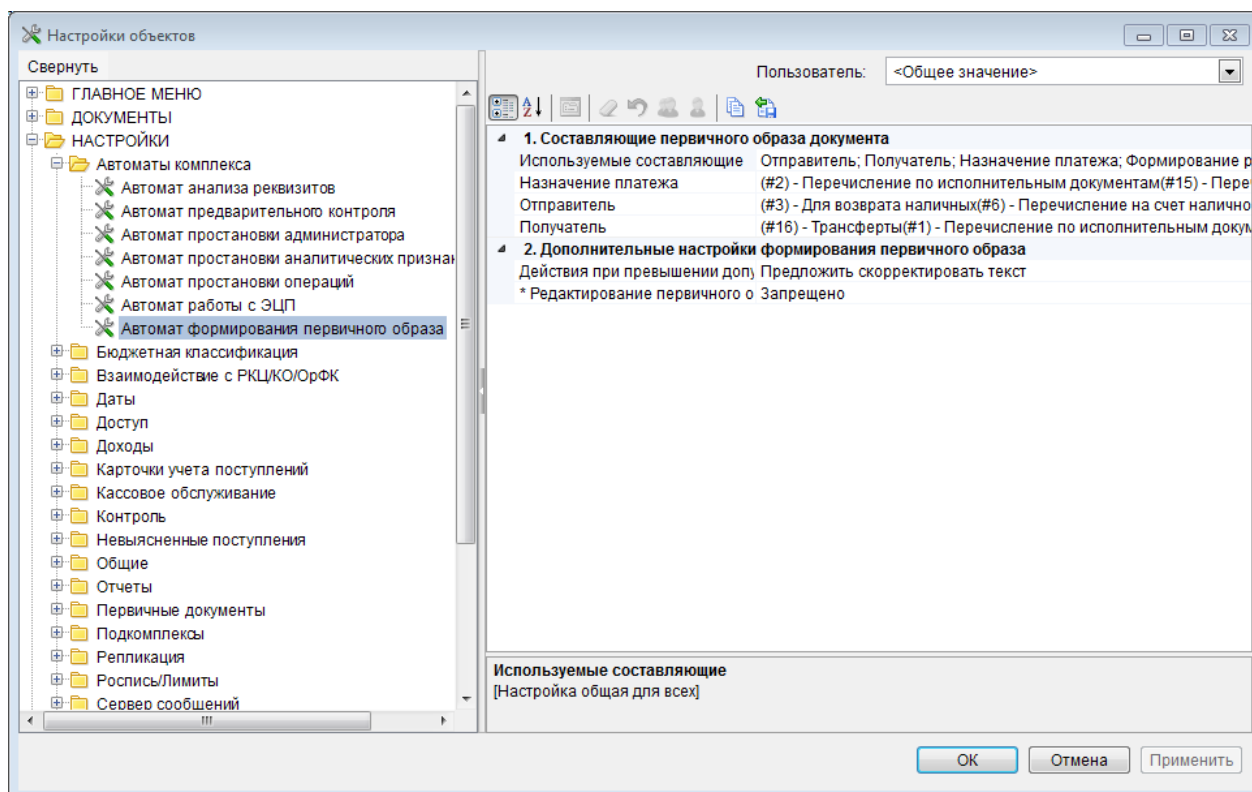 Настройки объектов
Свернуть
ГЛАВНОЕ МЕНЮ
ДОКУМЕНТЫ
НАСТРОЙКИ
Автоматы комплекса
Автомат анализа реквизитов
Автомат предварительного контроля
Автомат простановки администратора
Автомат простановки аналитических признак
Автомат простановки операций
Автомат работы с ЭЦП
Автомат формирования первичного образа
Бюджетная классификация
Взаимодействие с РКЦ/КО/ОрФК
Даты
Доступ
Доходы
Карточки учета поступлений
Кассовое обслуживание
Контроль
Невыясненные поступления
Общие
Отчеты
Первичные документы
Подкомплексы
Репликация
Роспись/Лимиты
Сервер сообщений
Пользователь: <Общее значение>
1. Составляющие первичного образа документа
Используемые составляющие Отправитель; Получатель; Назначение платежа; Формирование р
Назначение платежа (#2) - Перечисление по исполнительным документам(#15) - Пере
Отправитель (#3) - Для возврата наличных(#6) - Перечисление на счет налично
Получатель (#16) - Трансферты(#1) - Перечисление по исполнительным докум
2. Дополнительные настройки формирования первичного образа
Действия при превышении допу Предложить скорректировать текст
* Редактирование первичного о Запрещено
Используемые составляющие
[Настройка общая для всех]
ОК Отмена Применить